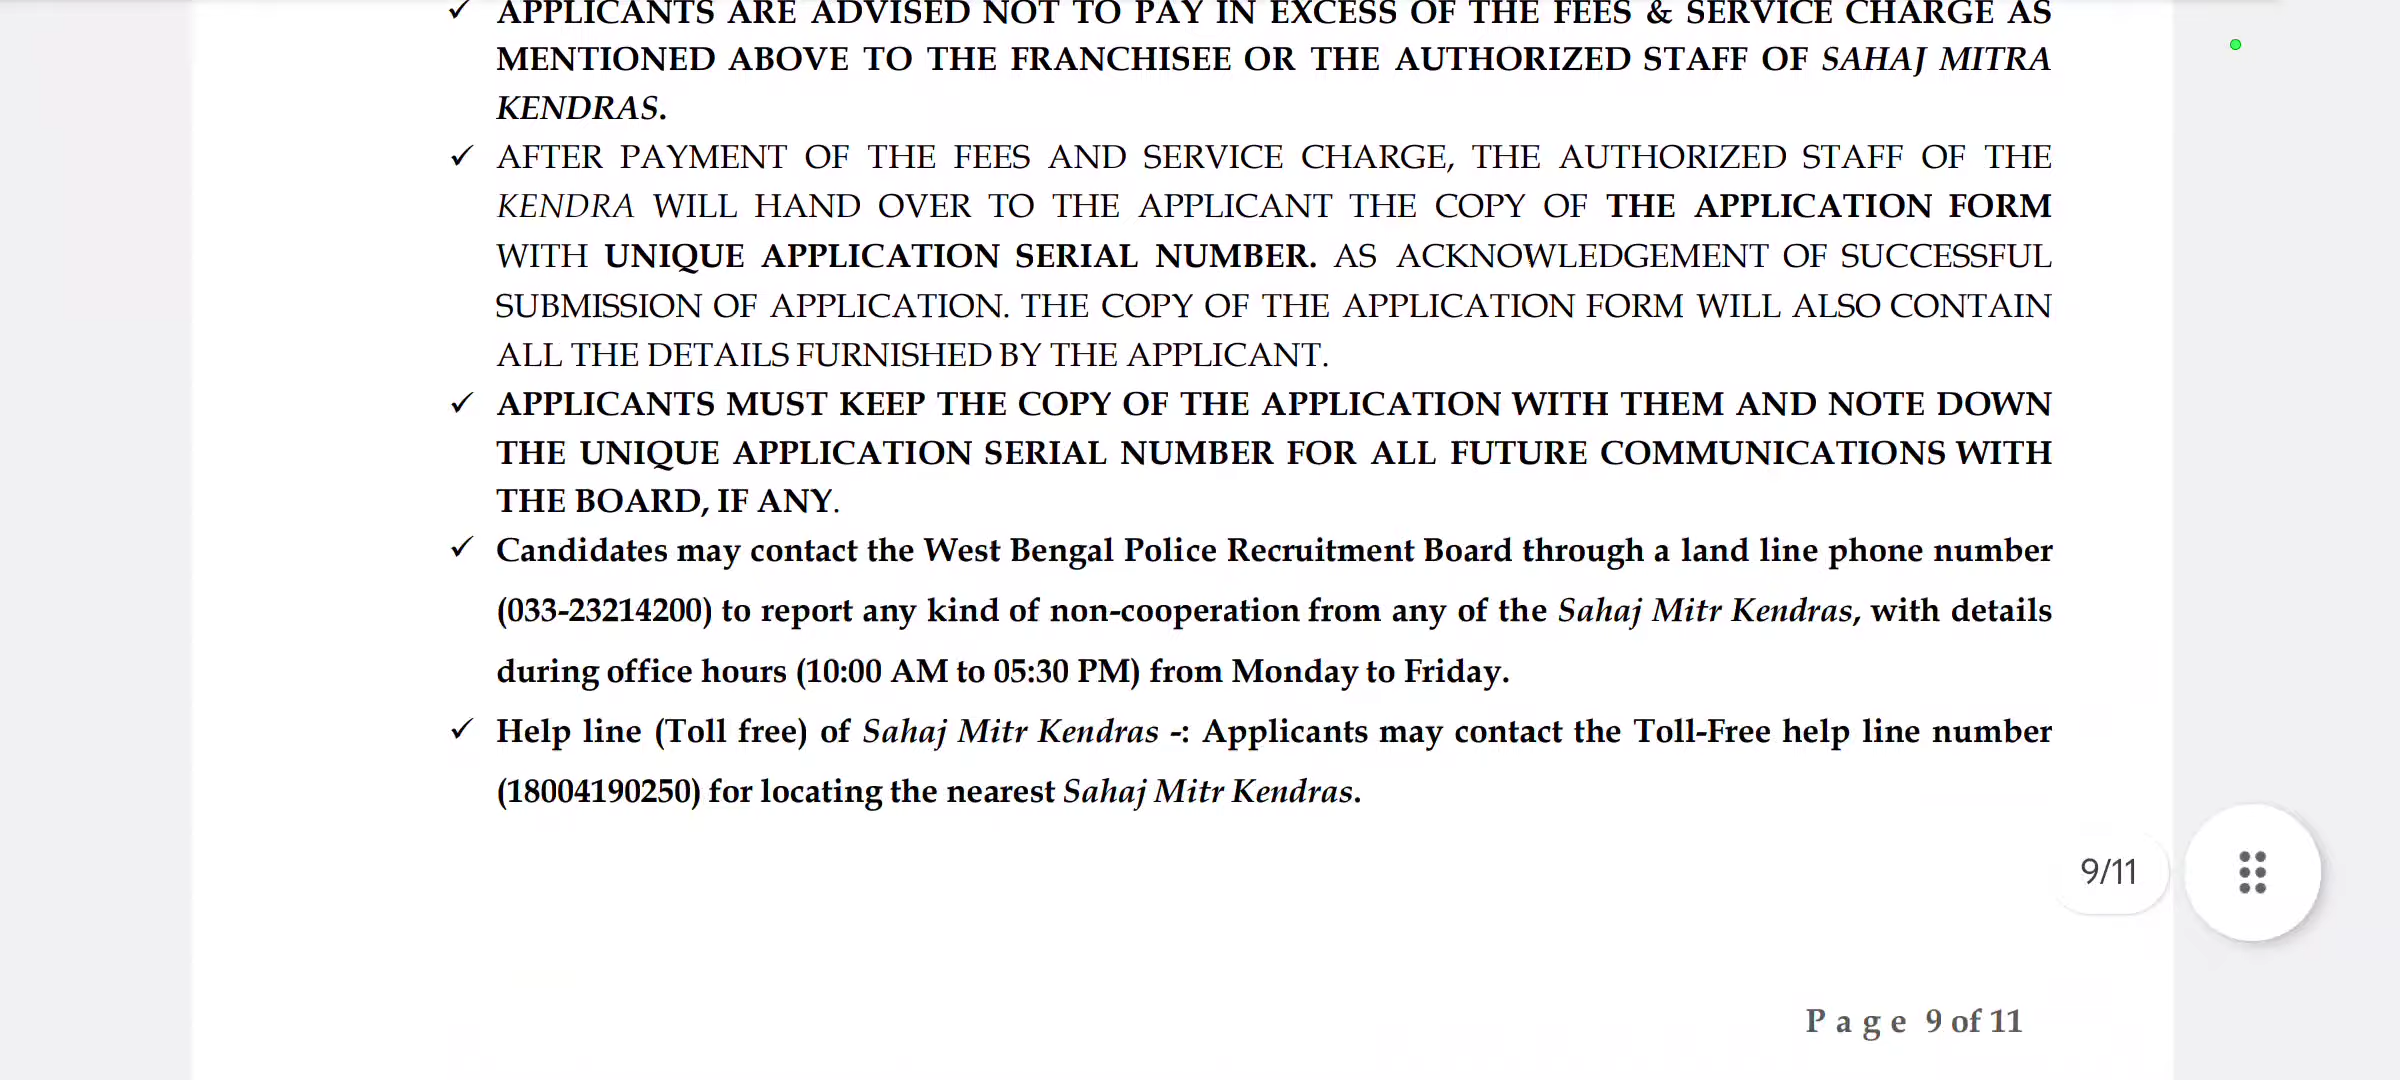 ✓ APPLICANTS ARE ADVISED NOT TO PAY IN EXCESS OF THE FEES & SERVICE CHARGE AS
MENTIONED ABOVE TO THE FRANCHISEE OR THE AUTHORIZED STAFF OF SAHAJ MITRA
KENDRAS.
✓ AFTER PAYMENT OF THE FEES AND SERVICE CHARGE, THE AUTHORIZED STAFF OF THE
KENDRA WILL HAND OVER TO THE APPLICANT THE COPY OF THE APPLICATION FORM
WITH UNIQUE APPLICATION SERIAL NUMBER. AS ACKNOWLEDGEMENT OF SUCCESSFUL
SUBMISSION OF APPLICATION. THE COPY OF THE APPLICATION FORM WILL ALSO CONTAIN
ALL THE DETAILS FURNISHED BY THE APPLICANT.
✓ APPLICANTS MUST KEEP THE COPY OF THE APPLICATION WITH THEM AND NOTE DOWN
THE UNIQUE APPLICATION SERIAL NUMBER FOR ALL FUTURE COMMUNICATIONS WITH
THE BOARD, IF ANY.
✓ Candidates may contact the West Bengal Police Recruitment Board through a land line phone number
(033-23214200) to report any kind of non-cooperation from any of the Sahaj Mitr Kendras, with details
during office hours (10:00 AM to 05:30 PM) from Monday to Friday.
✓ Help line (Toll free) of Sahaj Mitr Kendras -: Applicants may contact the Toll-Free help line number
(18004190250) for locating the nearest Sahaj Mitr Kendras.
9/11
Page 9 of 11